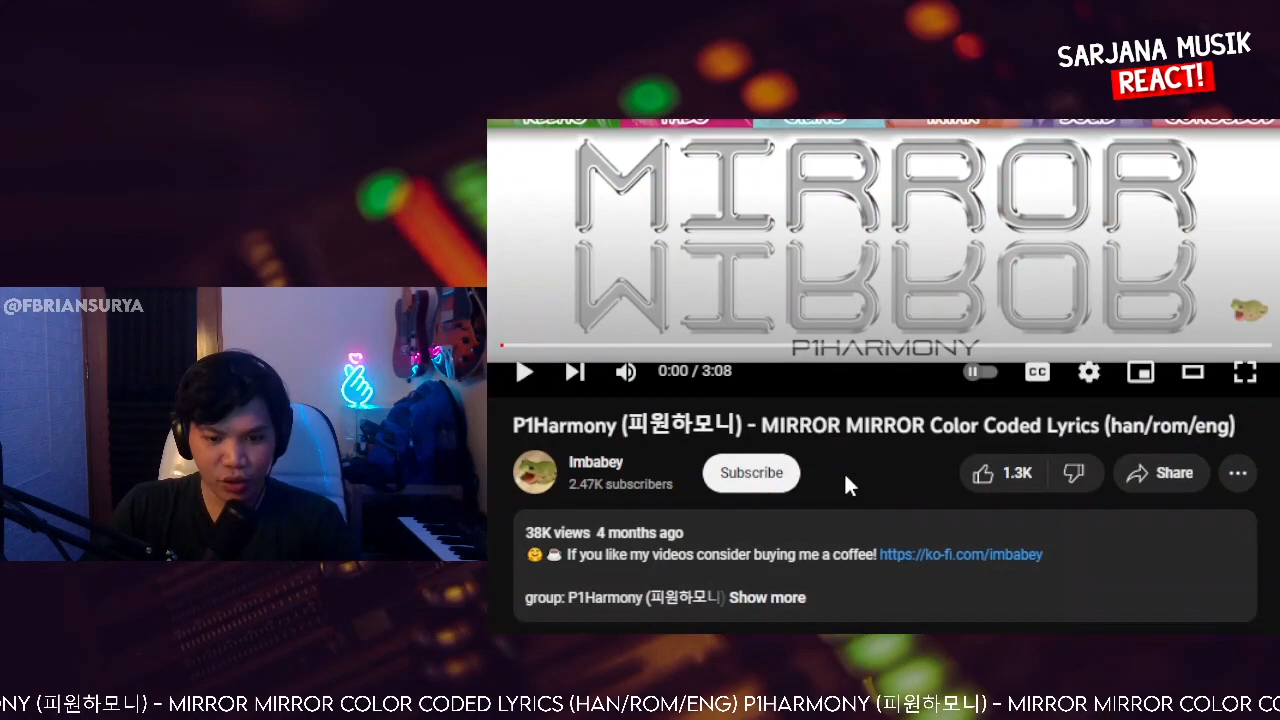 SARJANA MUSIK
REACT!
MIRROR
P1HARMONY
0:00 / 3:08
CC
P1Harmony (피원하모니) - MIRROR MIRROR Color Coded Lyrics (han/rom/eng)
Imbabey
2.47K subscribers
Subscribe
1.3K
Share
38K views 4 months ago
🤗 ☕ If you like my videos consider buying me a coffee! https://ko-fi.com/imbabey
group: P1Harmony (피원하모니) Show more
@FBRIANSURYA
NY (피원하모니) - MIRROR MIRROR COLOR CODED LYRICS (HAN/ROM/ENG) P1HARMONY (피원하모니) - MIRROR MIRROR COLOR CO